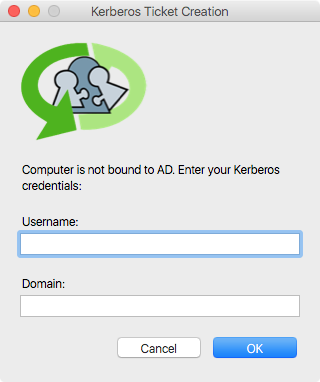 Kerberos Ticket Creation
Computer is not bound to AD. Enter your Kerberos
credentials:
Username:
Domain:
Cancel
OK